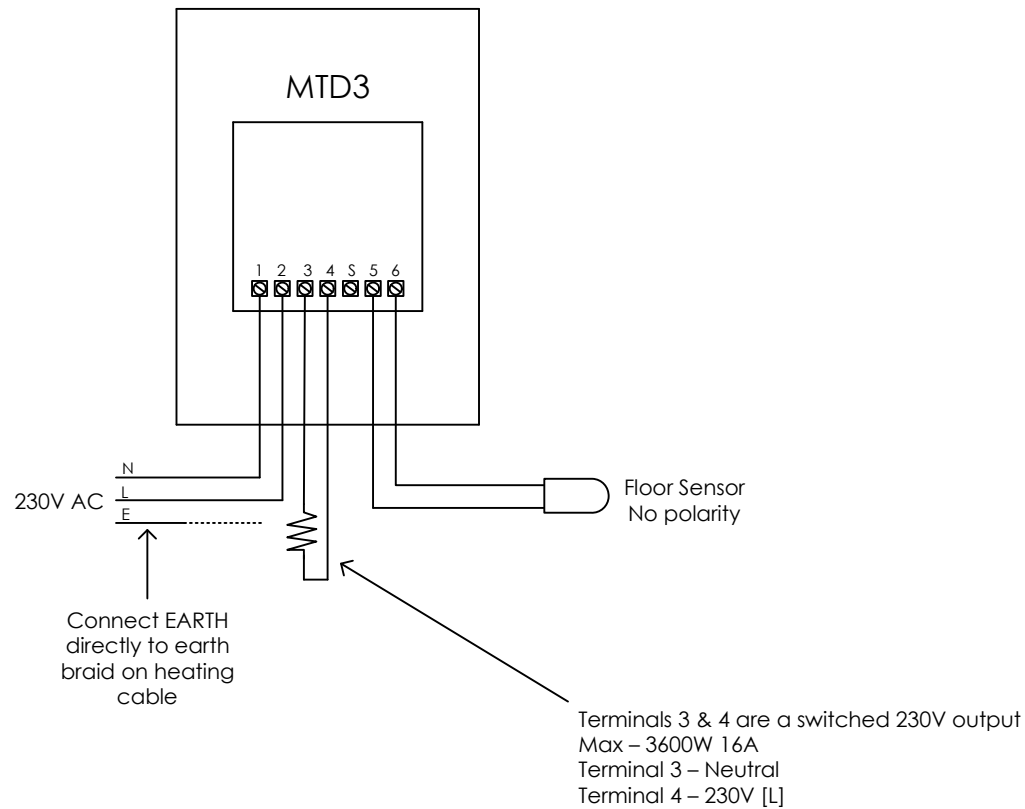 MTD3
1 2 3 4 S 5 6
N
L
230V AC
E
Floor Sensor
No polarity
Connect EARTH
directly to earth
braid on heating
cable
Terminals 3 & 4 are a switched 230V output
Max – 3600W 16A
Terminal 3 – Neutral
Terminal 4 – 230V [L]